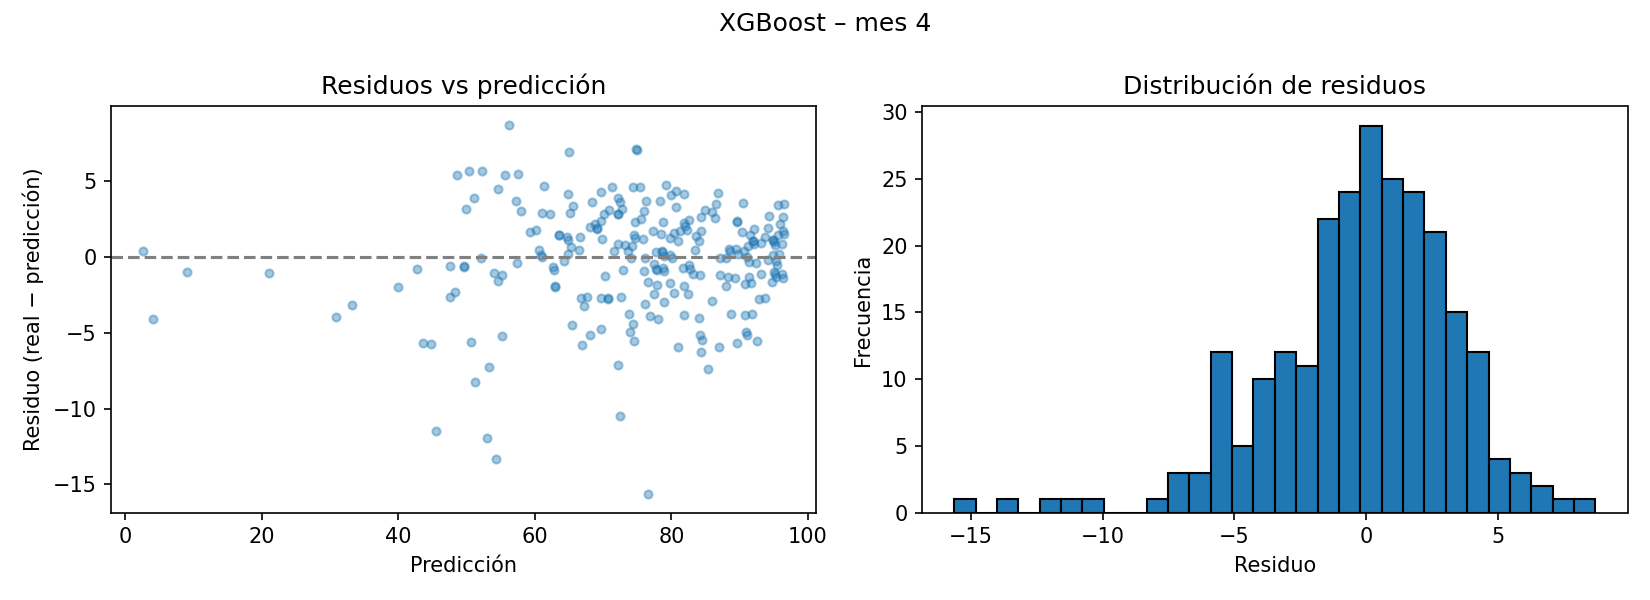 XGBoost – mes 4
Residuos vs predicción
Residuo (real − predicción)
5
0
−5
−10
−15
0 20 40 60 80 100
Predicción
Distribución de residuos
Frecuencia
30
25
20
15
10
5
0
−15 −10 −5 0 5
Residuo